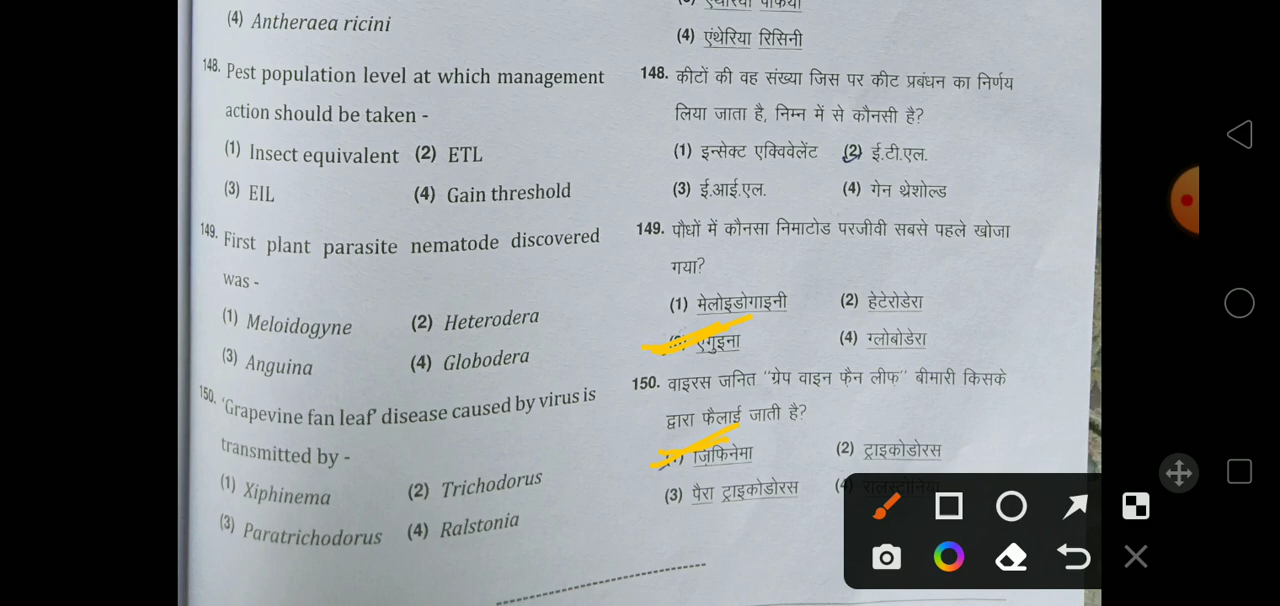 (4) Antheraea ricini
148. Pest population level at which management
action should be taken -
(1) Insect equivalent (2) ETL
(3) EIL (4) Gain threshold
149. First plant parasite nematode discovered
was -
(1) Meloidogyne (2) Heterodera
(3) Anguina (4) Globodera
150. 'Grapevine fan leaf' disease caused by virus is
transmitted by -
(1) Xiphinema (2) Trichodorus
(3) Paratrichodorus (4) Ralstonia
(4) एंथेरिया रिसिनी
148. कीटों की वह संख्या जिस पर कीट प्रबंधन का निर्णय
लिया जाता है, निम्न में से कौनसी है?
(1) इन्सेक्ट एक्विवेलेंट (2) ई.टी.एल.
(3) ई.आई.एल. (4) गेन थ्रेशोल्ड
149. पौधों में कौनसा निमाटोड परजीवी सबसे पहले खोजा
गया?
(1) मेलोइडोगाइनी (2) हेटेरोडेरा
एंगुइना (4) ग्लोबोडेरा
150. वाइरस जनित "ग्रेप वाइन फ़ैन लीफ" बीमारी किसके
द्वारा फैलाई जाती है?
जिफिनेमा (2) ट्राइकोडोरस
(3) पैरा ट्राइकोडोरस (4) रालस्टोनिया